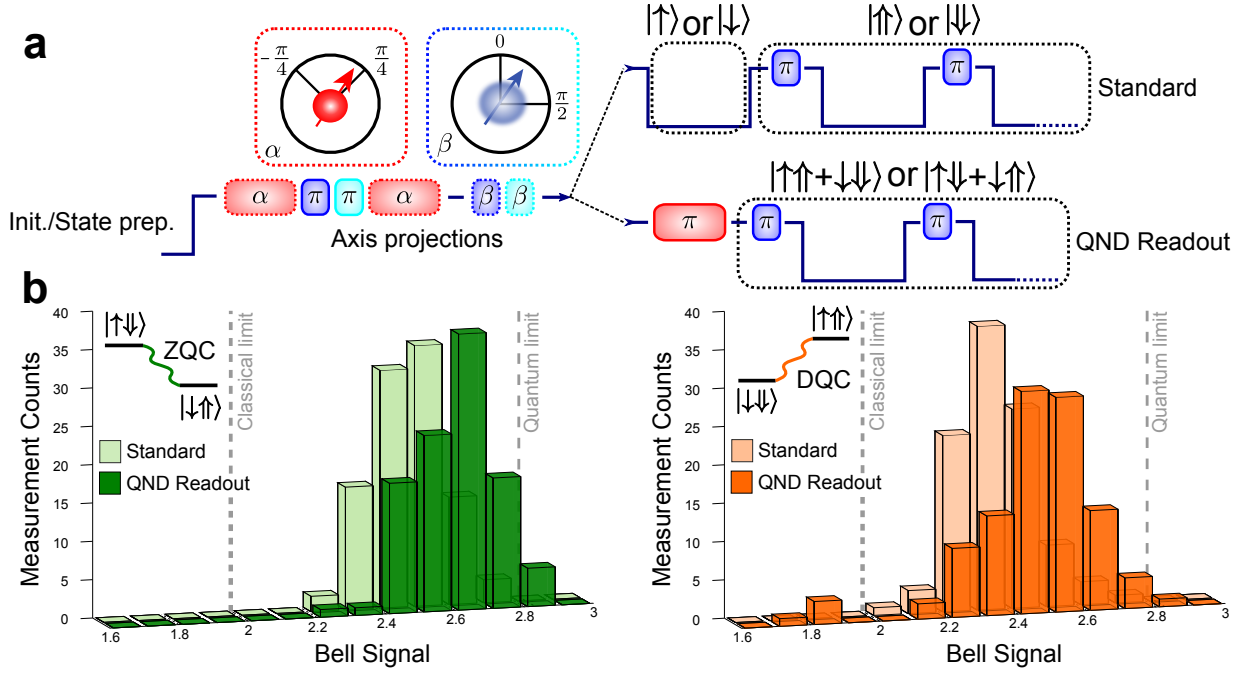 a
|↑⟩ or |↓⟩
|⇑⟩ or |⇓⟩
-π/4
π/4
α
0
π/2
β
π
π
Standard
Init./State prep.
α
π
π
α
β
β
Axis projections
|↑⇑+↓⇓⟩ or |↑⇓+↓⇑⟩
π
π
π
QND Readout
b
Measurement Counts
40
35
30
25
20
15
10
5
0
|↑⇓⟩
ZQC
|↓⇑⟩
Classical limit
Quantum limit
Standard
QND Readout
1.6
1.8
2
2.2
2.4
2.6
2.8
3
Bell Signal
Measurement Counts
40
35
30
25
20
15
10
5
0
|↑⇑⟩
DQC
|↓⇓⟩
Classical limit
Quantum limit
Standard
QND Readout
1.6
1.8
2
2.2
2.4
2.6
2.8
3
Bell Signal